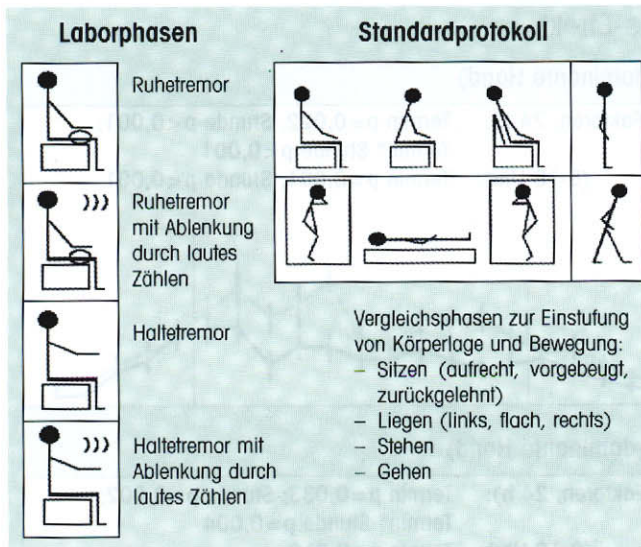 Laborphasen
Ruhetremor
Ruhetremor
mit Ablenkung
durch lautes
Zählen
Haltetremor
Haltetremor mit
Ablenkung durch
lautes Zählen
Standardprotokoll
Vergleichsphasen zur Einstufung
von Körperlage und Bewegung:
– Sitzen (aufrecht, vorgebeugt,
zurückgelehnt)
– Liegen (links, flach, rechts)
– Stehen
– Gehen